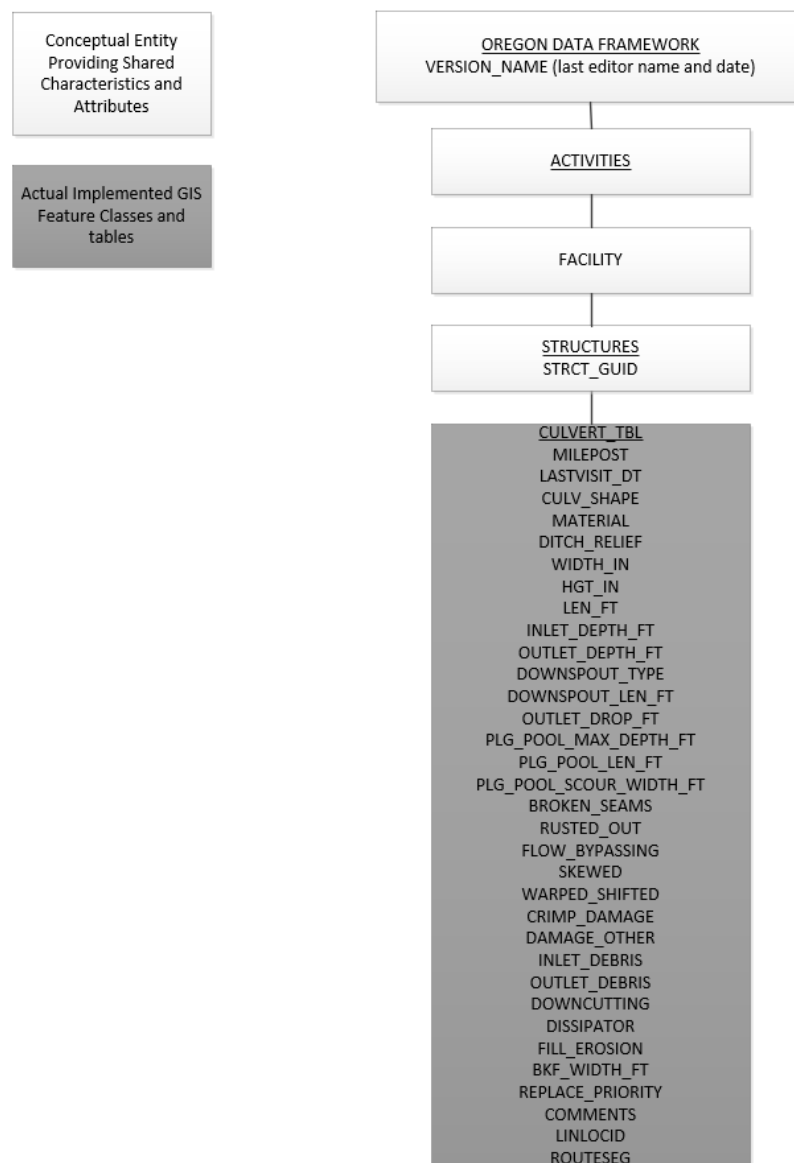 Conceptual Entity
Providing Shared
Characteristics and
Attributes
Actual Implemented GIS
Feature Classes and
tables
OREGON DATA FRAMEWORK
VERSION_NAME (last editor name and date)
ACTIVITIES
FACILITY
STRUCTURES
STRCT_GUID
CULVERT_TBL
MILEPOST
LASTVISIT_DT
CULV_SHAPE
MATERIAL
DITCH_RELIEF
WIDTH_IN
HGT_IN
LEN_FT
INLET_DEPTH_FT
OUTLET_DEPTH_FT
DOWNSPOUT_TYPE
DOWNSPOUT_LEN_FT
OUTLET_DROP_FT
PLG_POOL_MAX_DEPTH_FT
PLG_POOL_LEN_FT
PLG_POOL_SCOUR_WIDTH_FT
BROKEN_SEAMS
RUSTED_OUT
FLOW_BYPASSING
SKEWED
WARPED_SHIFTED
CRIMP_DAMAGE
DAMAGE_OTHER
INLET_DEBRIS
OUTLET_DEBRIS
DOWNCUTTING
DISSIPATOR
FILL_EROSION
BKF_WIDTH_FT
REPLACE_PRIORITY
COMMENTS
LINLOCID
ROUTESEG